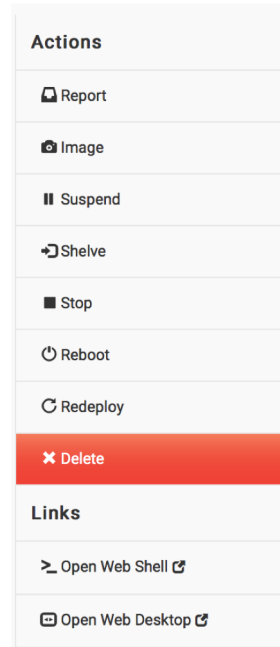 Actions
Report
Image
Suspend
Shelve
Stop
Reboot
Redeploy
Delete
Links
Open Web Shell
Open Web Desktop